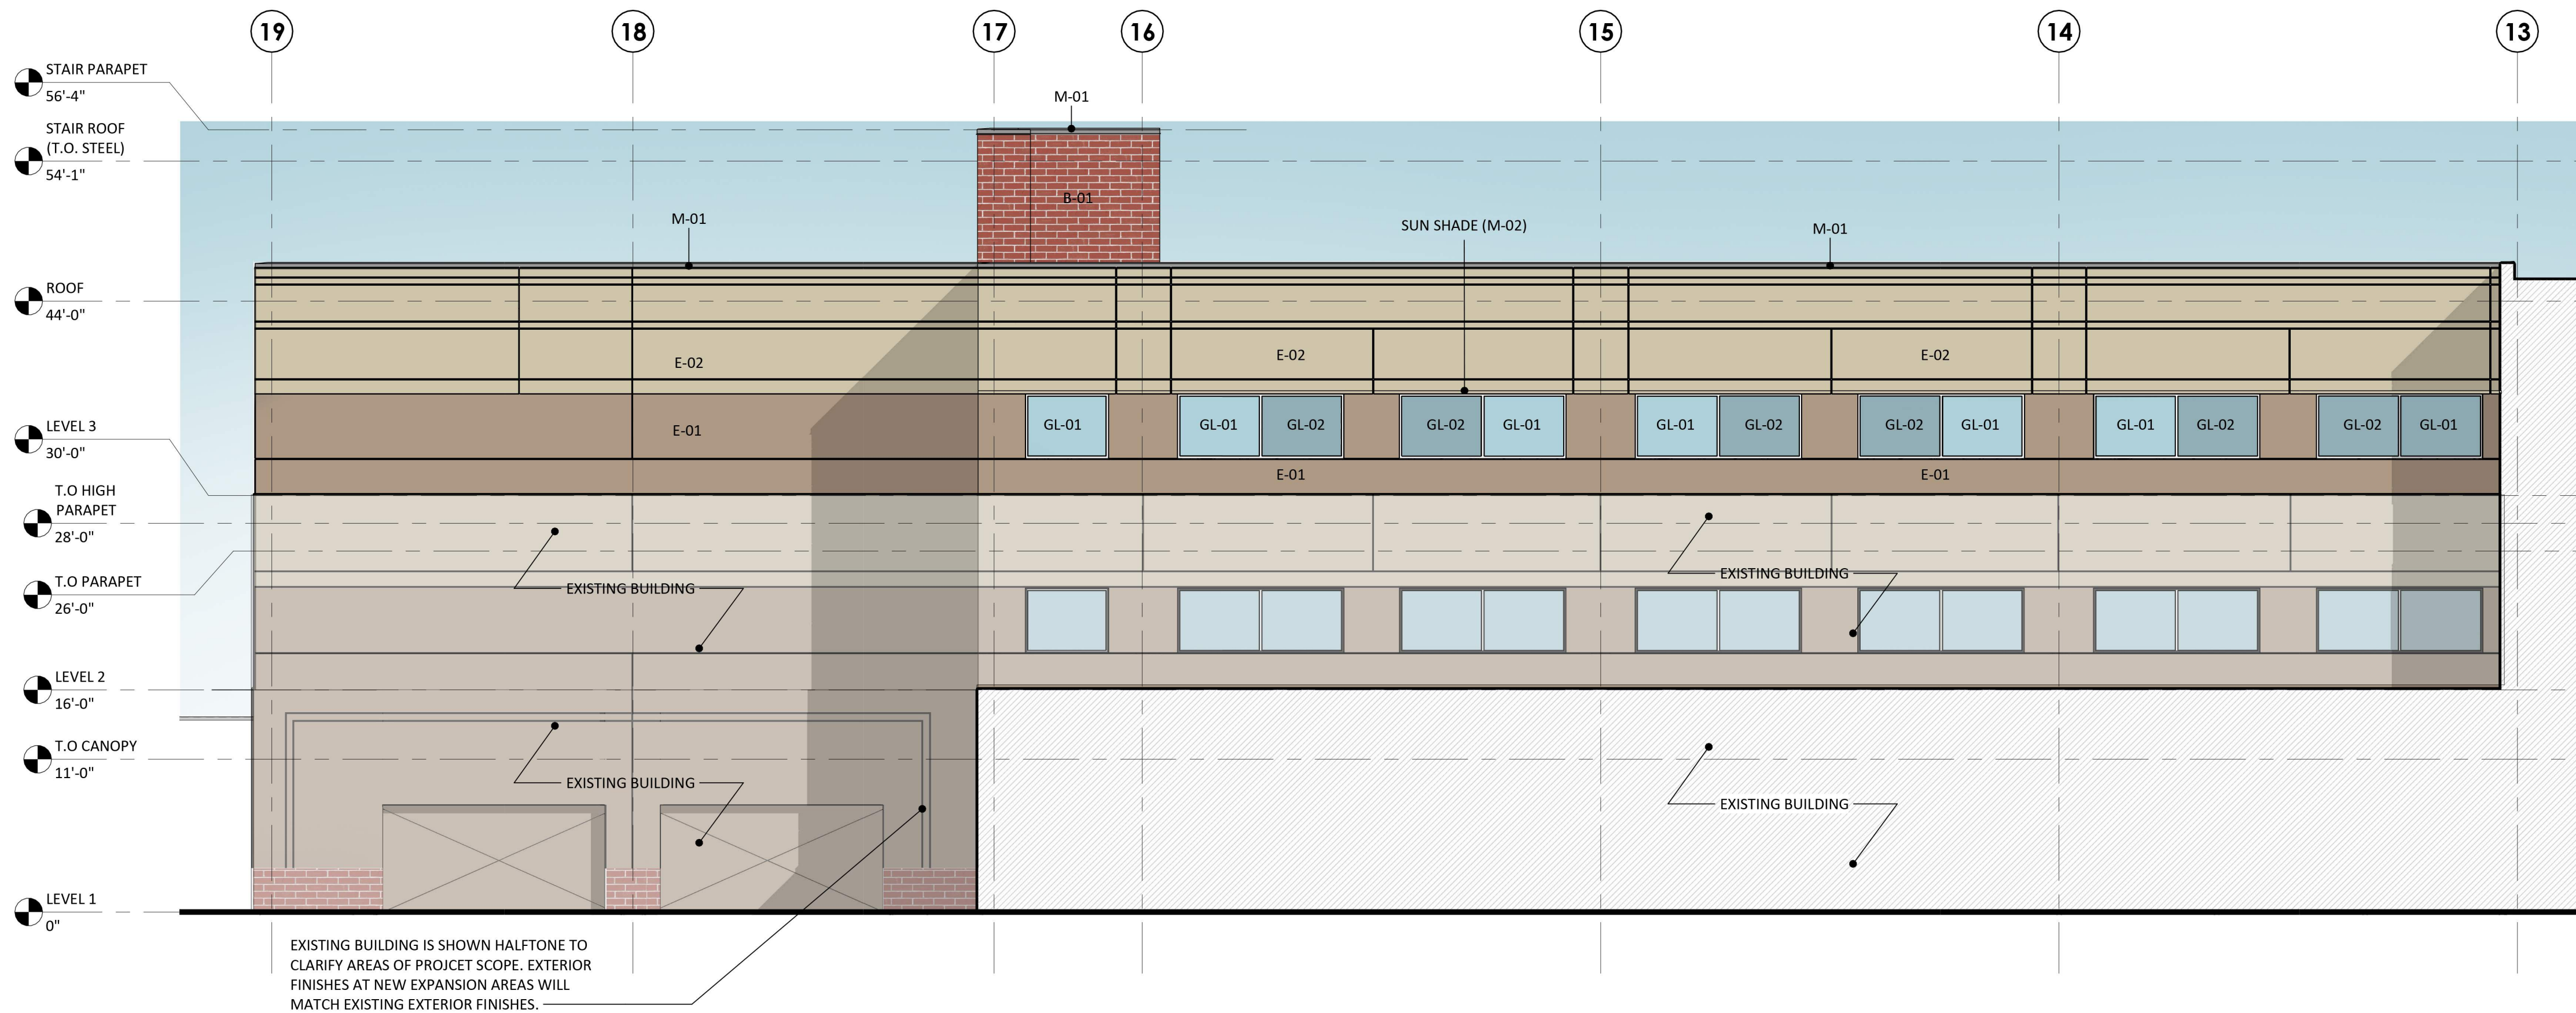 19
18
17
16
15
14
13
STAIR PARAPET
56'-4"
M-01
STAIR ROOF
(T.O. STEEL)
54'-1"
B-01
M-01
SUN SHADE (M-02)
M-01
ROOF
44'-0"
E-02
E-02
E-02
LEVEL 3
30'-0"
E-01
GL-01
GL-01
GL-02
GL-02
GL-01
GL-01
GL-02
GL-02
GL-01
GL-01
GL-02
GL-02
GL-01
E-01
E-01
T.O HIGH
PARAPET
28'-0"
T.O PARAPET
26'-0"
EXISTING BUILDING
EXISTING BUILDING
LEVEL 2
16'-0"
T.O CANOPY
11'-0"
EXISTING BUILDING
EXISTING BUILDING
LEVEL 1
0"
EXISTING BUILDING IS SHOWN HALFTONE TO
CLARIFY AREAS OF PROJCET SCOPE. EXTERIOR
FINISHES AT NEW EXPANSION AREAS WILL
MATCH EXISTING EXTERIOR FINISHES.